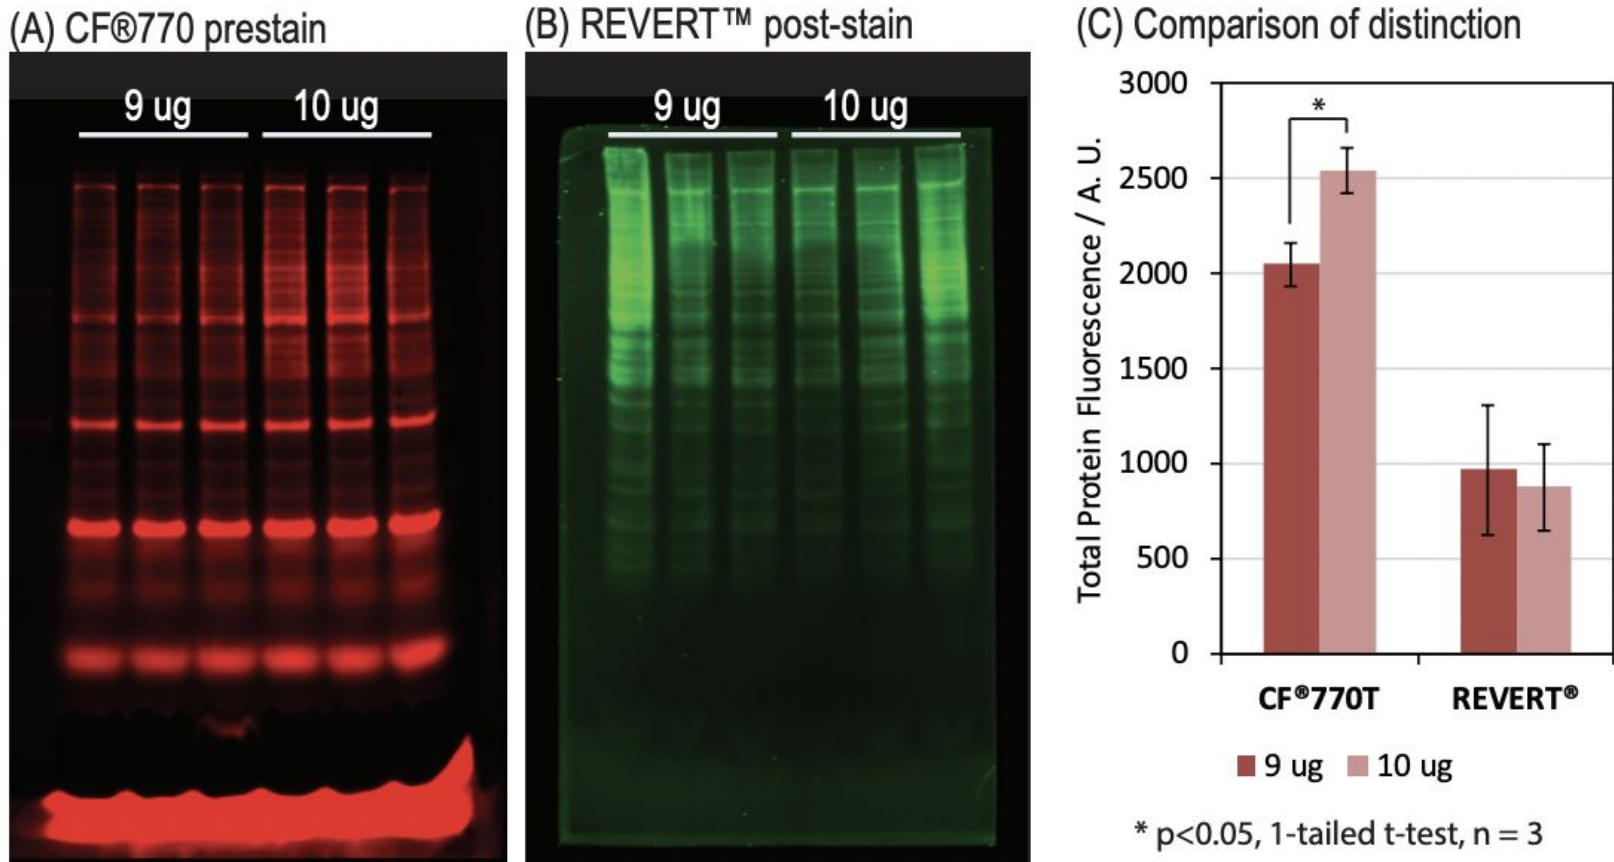 (A) CF®770 prestain
9 ug 10 ug
(B) REVERT™ post-stain
9 ug 10 ug
(C) Comparison of distinction
Total Protein Fluorescence / A. U.
3000
2500
2000
1500
1000
500
0
*
CF®770T REVERT®
9 ug 10 ug
* p<0.05, 1-tailed t-test, n = 3